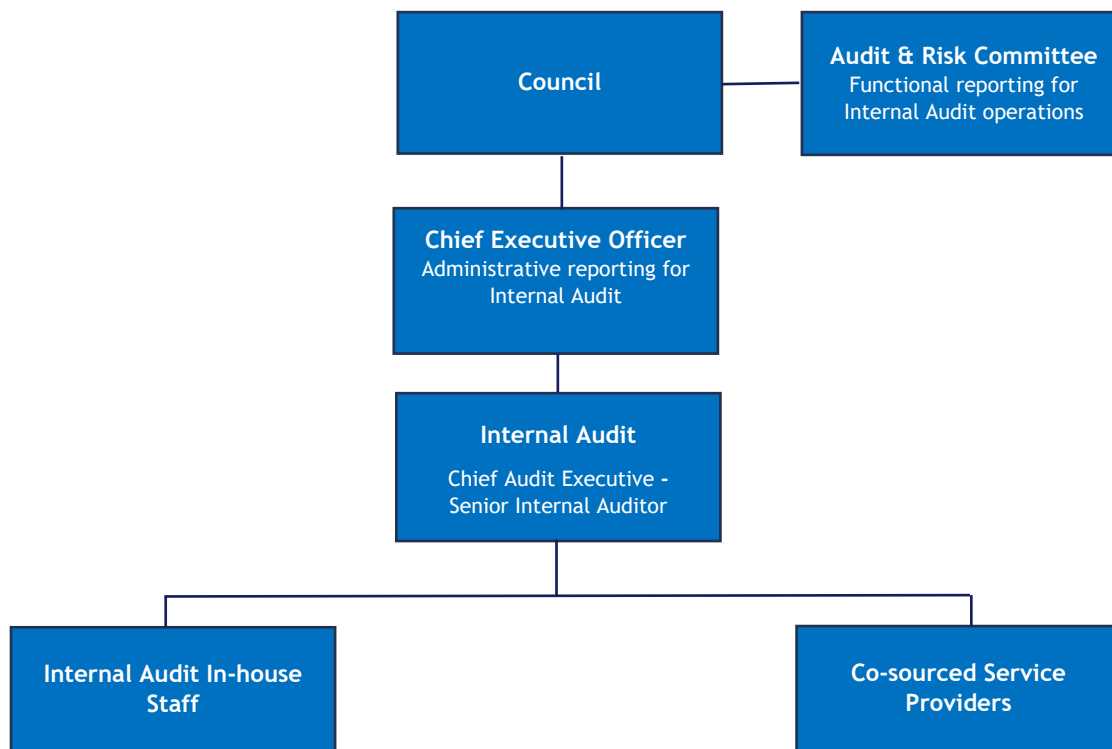 Council
Audit & Risk Committee
Functional reporting for
Internal Audit operations
Chief Executive Officer
Administrative reporting for
Internal Audit
Internal Audit
Chief Audit Executive -
Senior Internal Auditor
Internal Audit In-house
Staff
Co-sourced Service
Providers